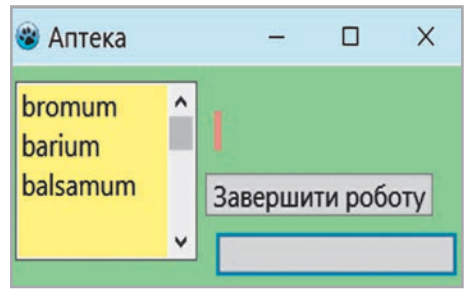 Аптека
bromum
barium
balsamum
Завершити роботу